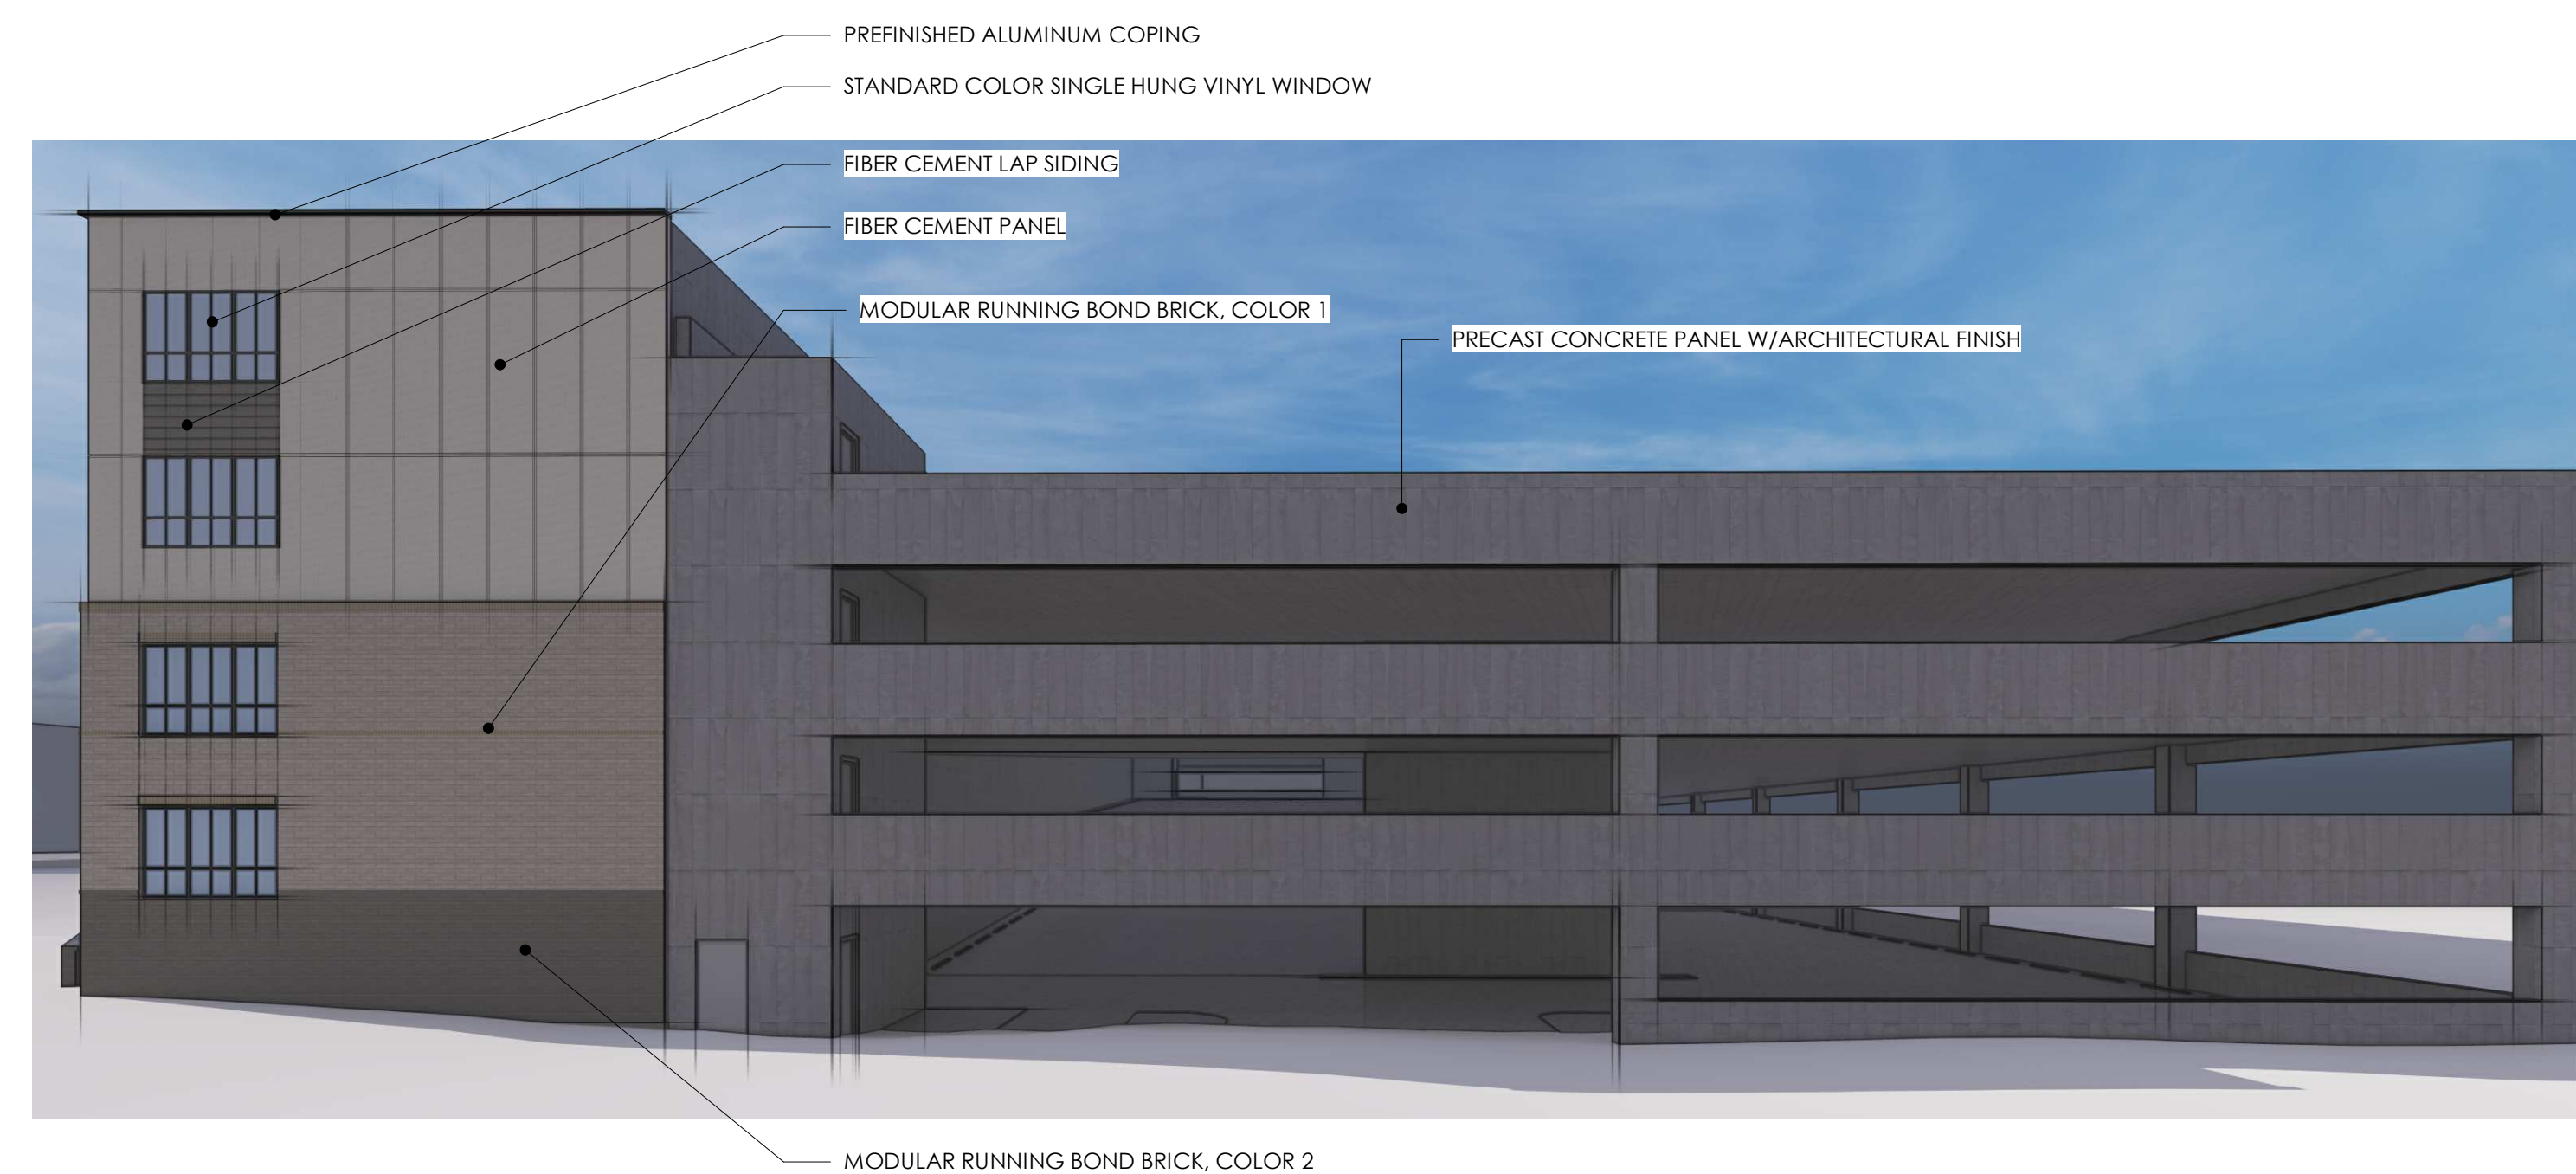 PREFINISHED ALUMINUM COPING
STANDARD COLOR SINGLE HUNG VINYL WINDOW
FIBER CEMENT LAP SIDING
FIBER CEMENT PANEL
MODULAR RUNNING BOND BRICK, COLOR 1
PRECAST CONCRETE PANEL W/ARCHITECTURAL FINISH
MODULAR RUNNING BOND BRICK, COLOR 2